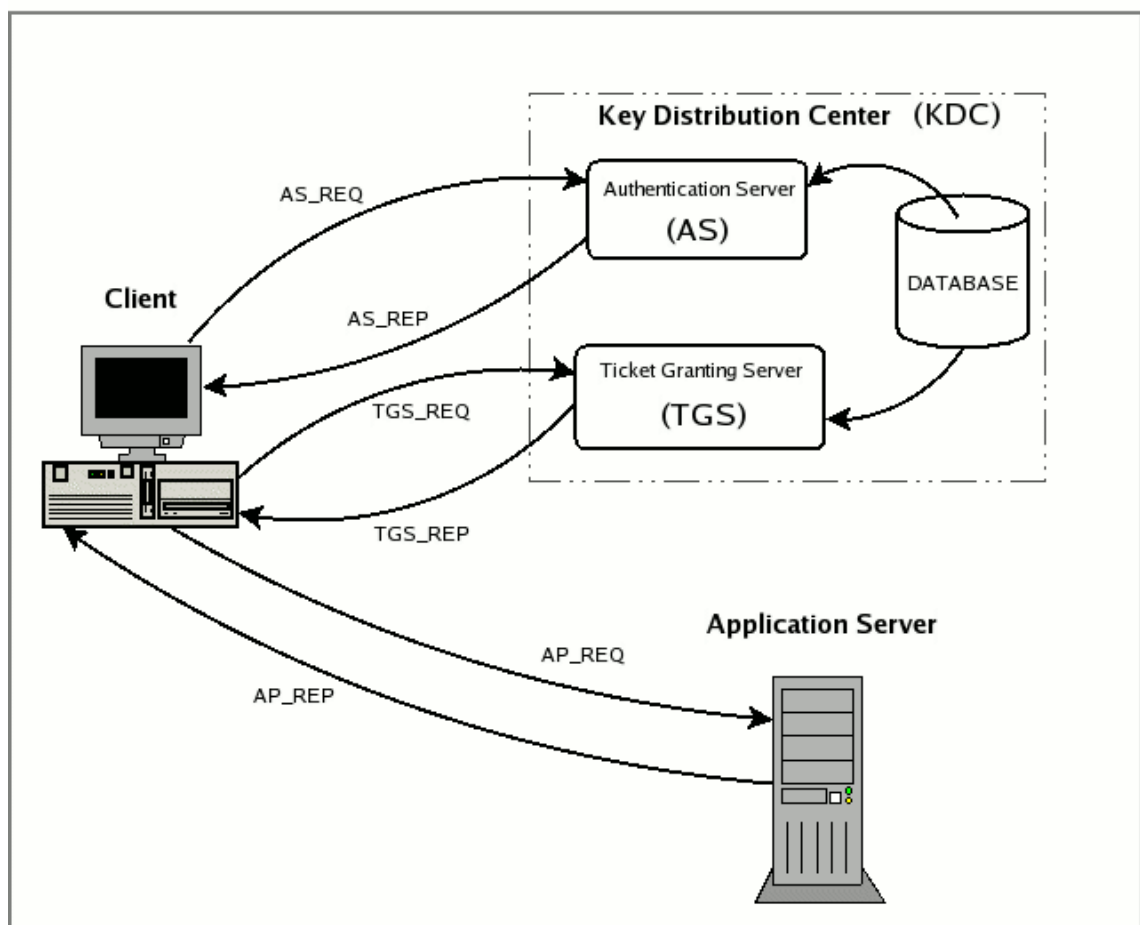 Key Distribution Center (KDC)
Authentication Server
(AS)
AS_REQ
DATABASE
Client
AS_REP
Ticket Granting Server
(TGS)
TGS_REQ
TGS_REP
Application Server
AP_REQ
AP_REP